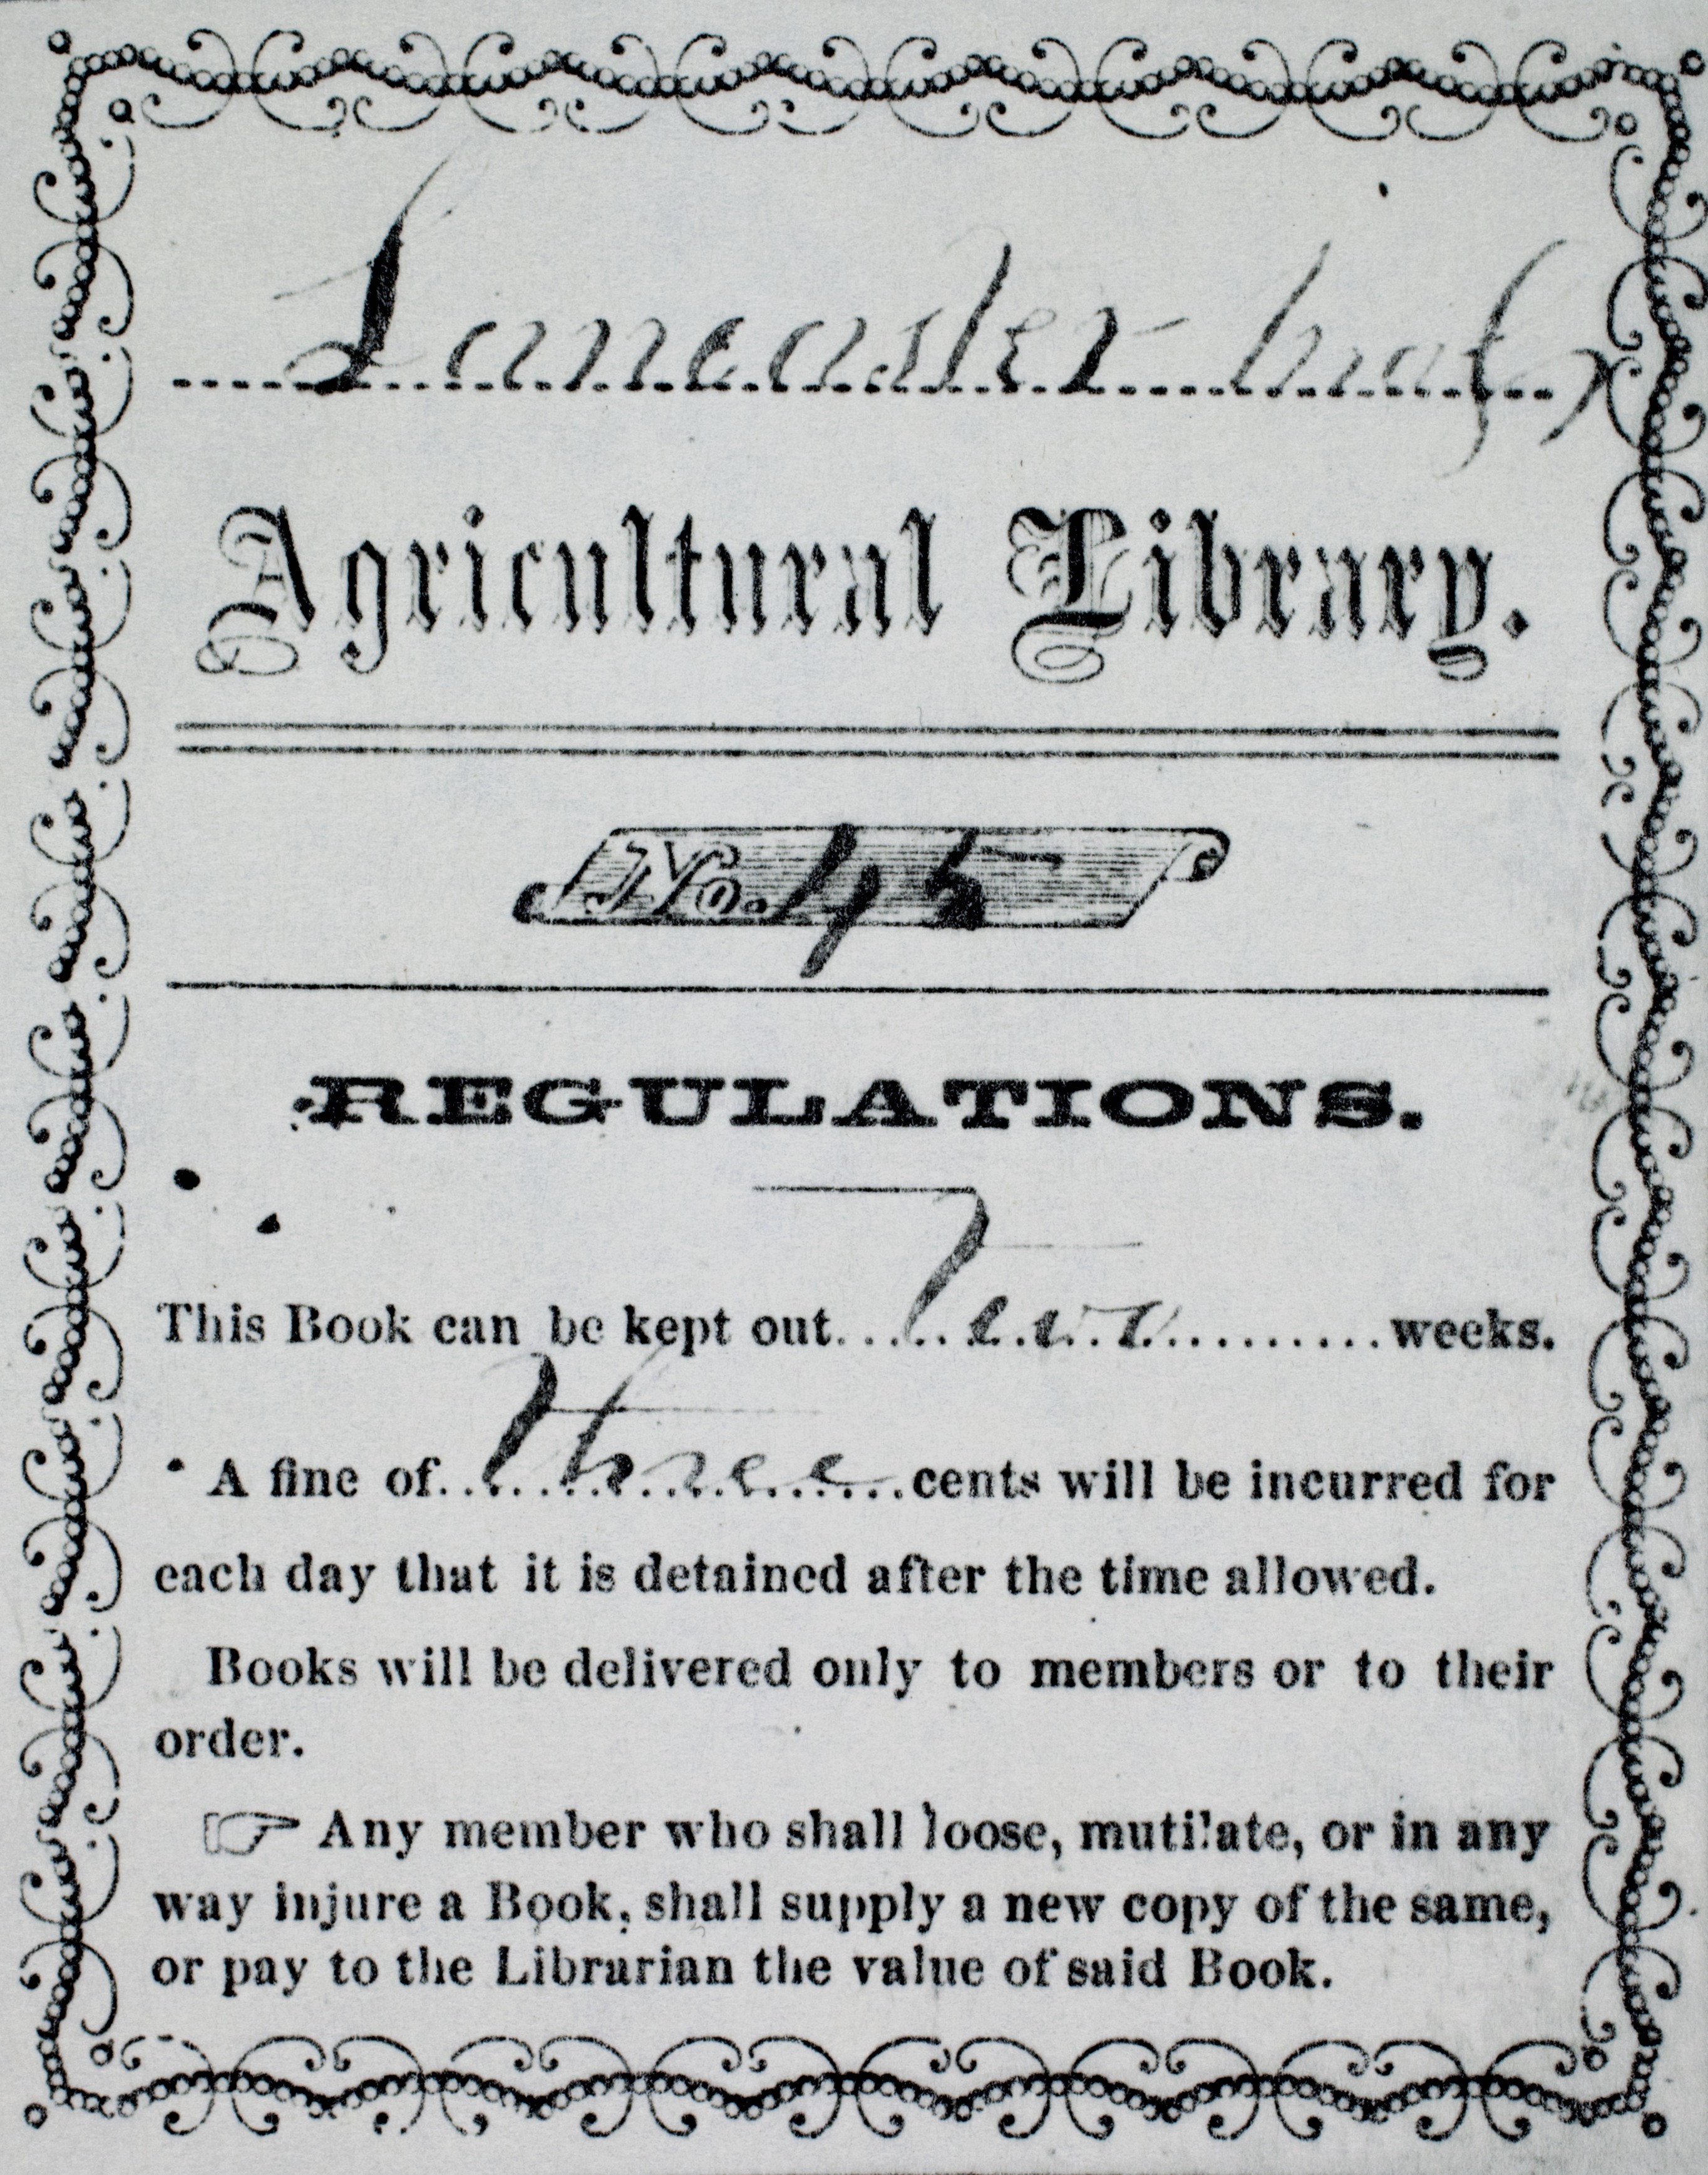 Lancaster Mass
Agricultural Library.
No. 45
REGULATIONS.
This Book can be kept out Two weeks.
A fine of three cents will be incurred for
each day that it is detained after the time allowed.
Books will be delivered only to members or to their
order.
☞ Any member who shall loose, mutilate, or in any
way injure a Book, shall supply a new copy of the same,
or pay to the Librarian the value of said Book.